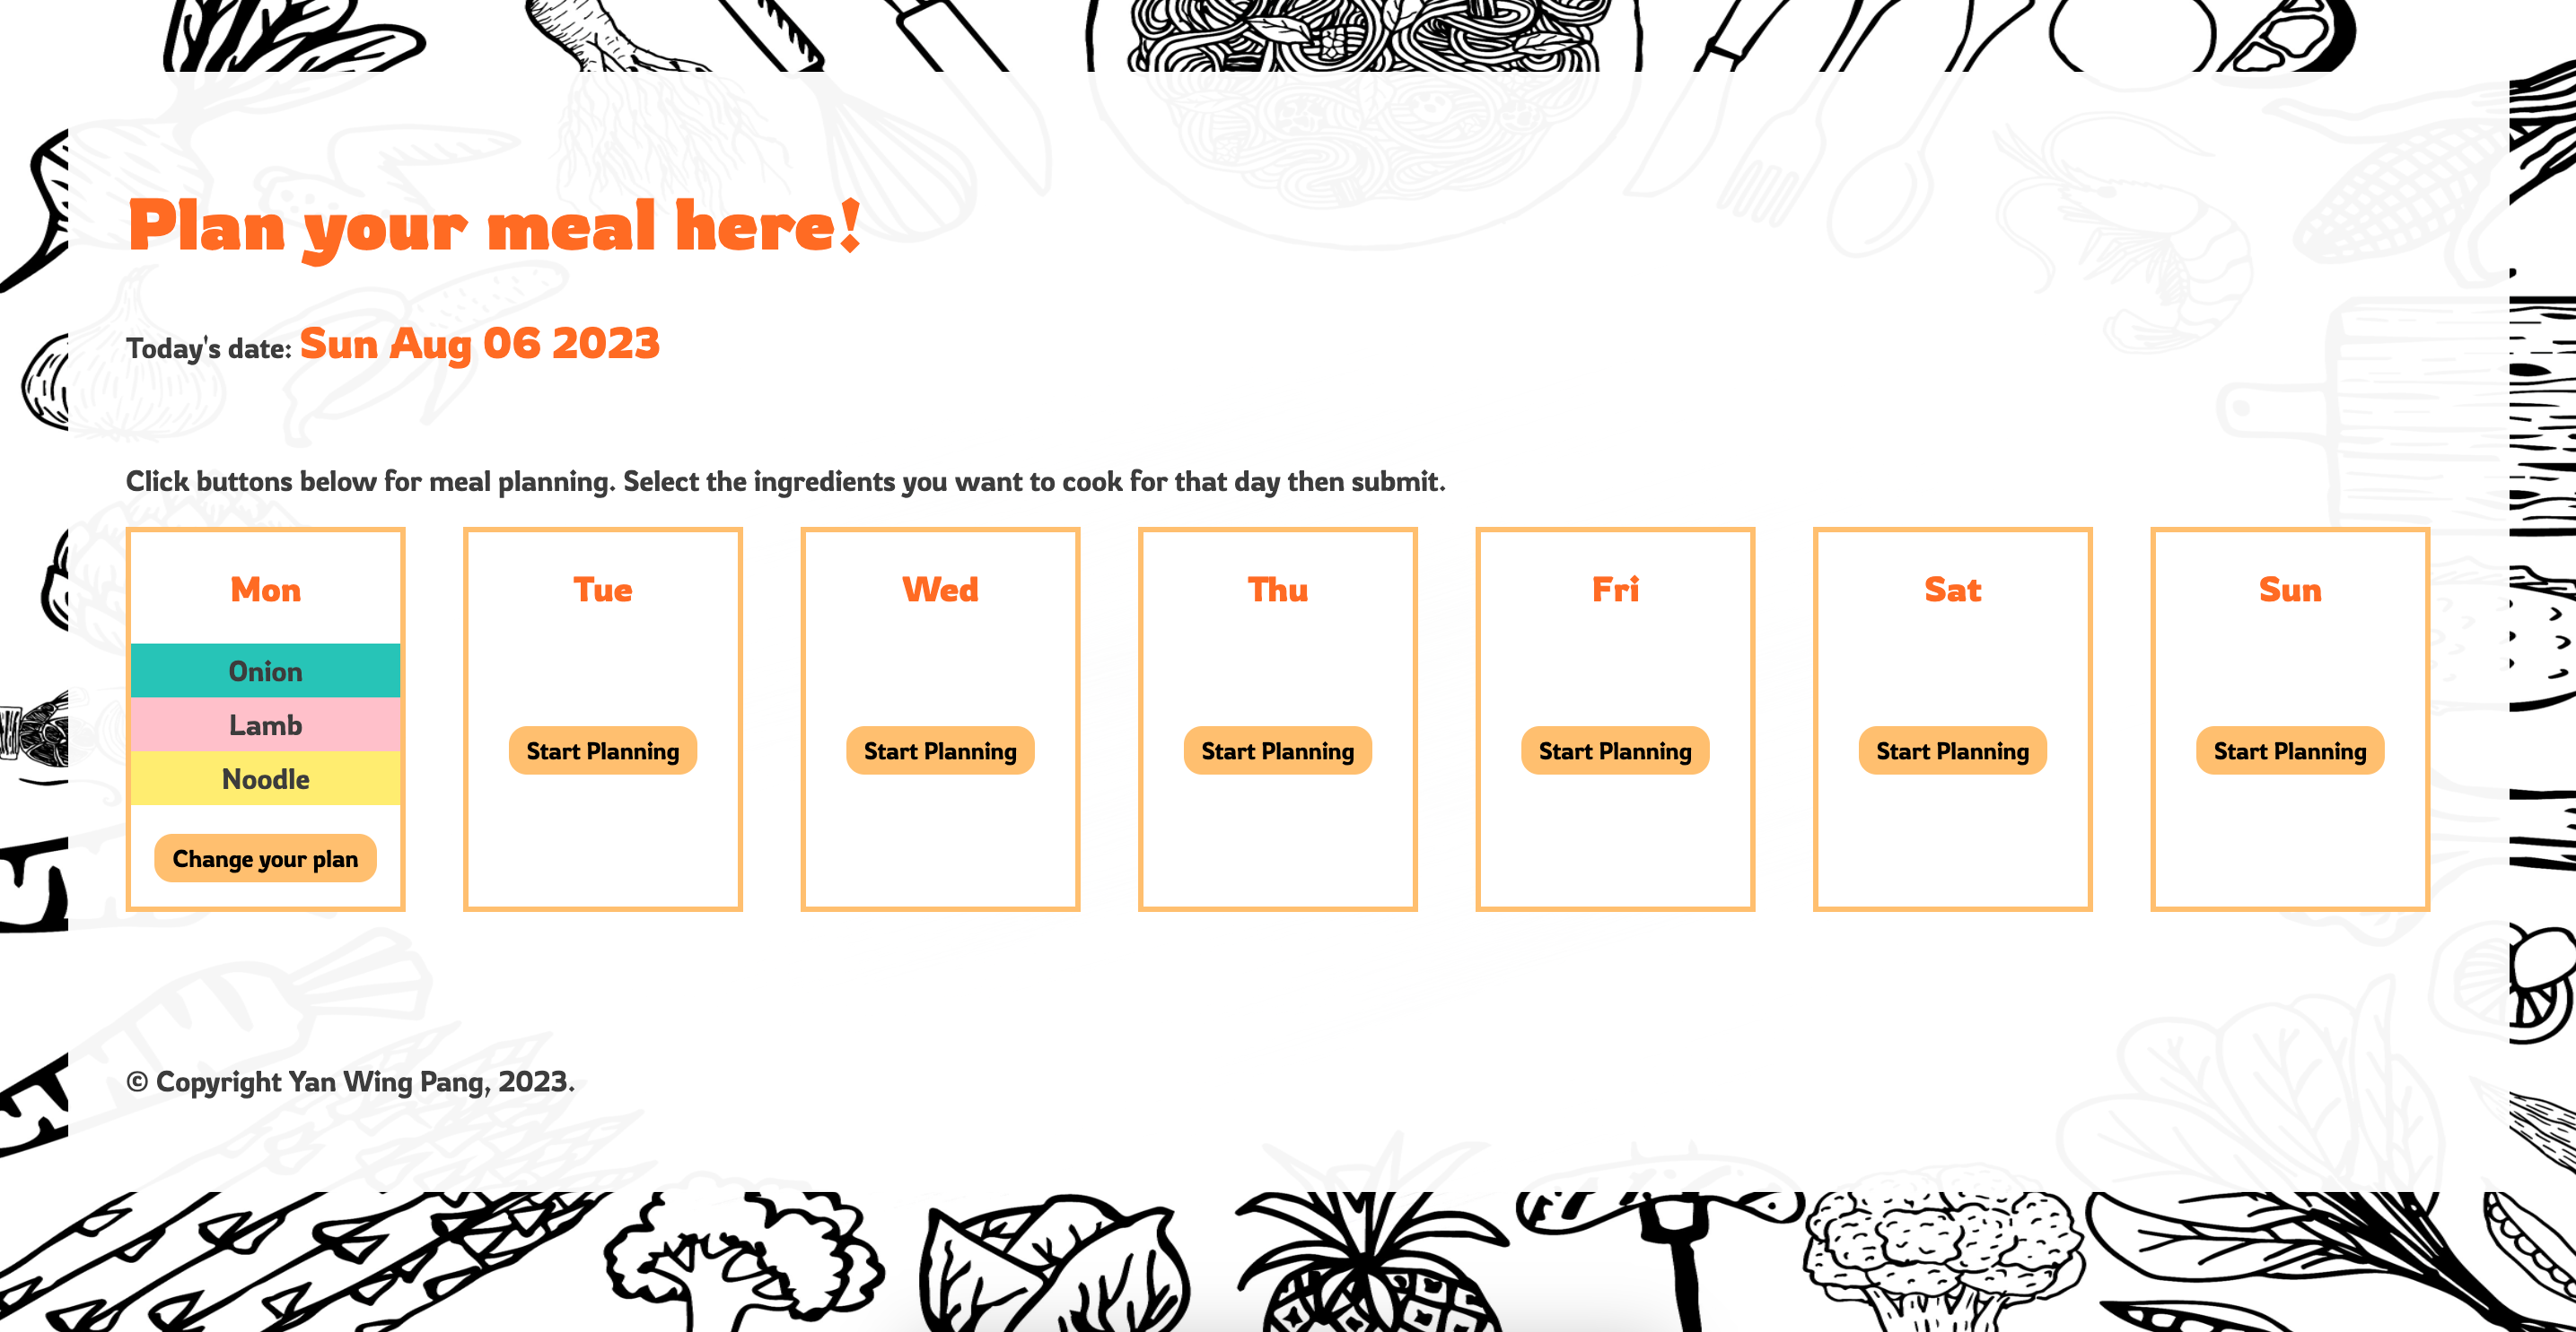 Plan your meal here!
Today's date: Sun Aug 06 2023
Click buttons below for meal planning. Select the ingredients you want to cook for that day then submit.
Mon
Onion
Lamb
Noodle
Change your plan
Tue
Start Planning
Wed
Start Planning
Thu
Start Planning
Fri
Start Planning
Sat
Start Planning
Sun
Start Planning
© Copyright Yan Wing Pang, 2023.